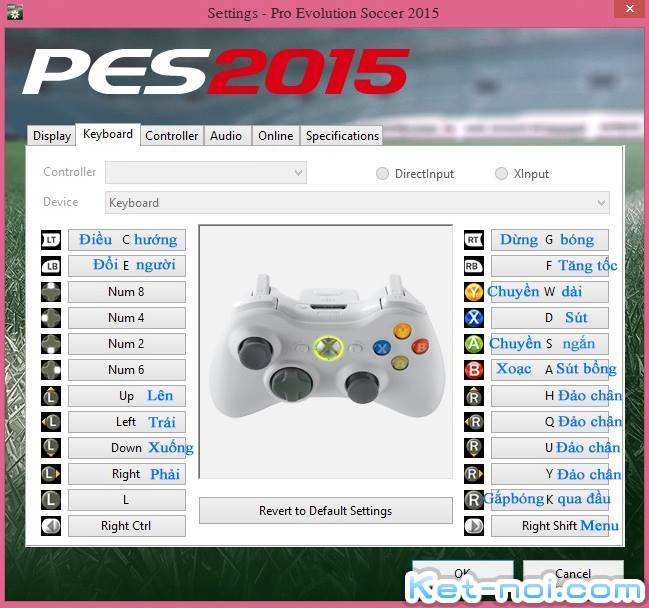 Settings - Pro Evolution Soccer 2015
PES2015
Display Keyboard Controller Audio Online Specifications
Controller DirectInput XInput
Device Keyboard
LT Điều C hướng
LB Đổi E người
Num 8
Num 4
Num 2
Num 6
L Up Lên
L Left Trái
L Down Xuống
L Right Phải
L L
Right Ctrl
Revert to Default Settings
RT Dừng G bóng
RB F Tăng tốc
Y Chuyền W dài
X D Sút
A Chuyền S ngắn
B Xoạc A Sút bổng
R H Đảo chân
R Q Đảo chân
R U Đảo chân
R Y Đảo chân
R Gắpbóng K qua đầu
Right Shift Menu
OK Cancel
Ket-noi.com